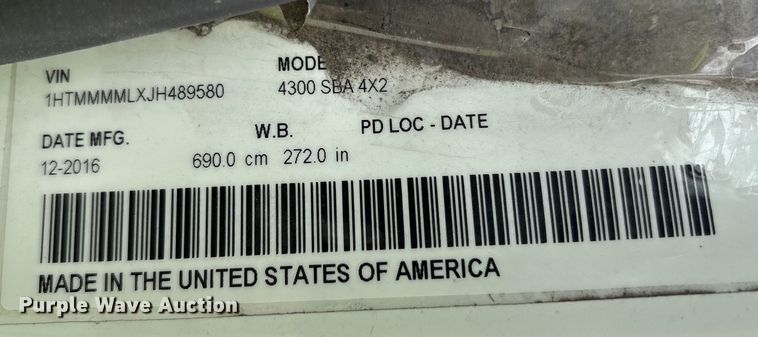 VIN MODE
1HTMMMMLXJH489580 4300 SBA 4X2
DATE MFG. W.B. PD LOC - DATE
12-2016 690.0 cm 272.0 in
MADE IN THE UNITED STATES OF AMERICA
Purple Wave Auction